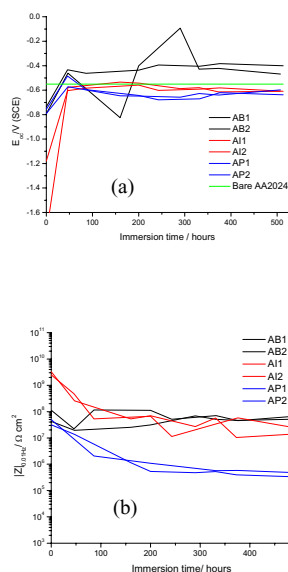 0.0
-0.2
-0.4
-0.6
-0.8
-1.0
-1.2
-1.4
-1.6
E_oc/V (SCE)
AB1
AB2
AI1
AI2
AP1
AP2
Bare AA2024
(a)
0 100 200 300 400 500
Immersion time / hours
10^11
10^10
10^9
10^8
10^7
10^6
10^5
10^4
10^3
Ω cm^2
AB1
AB2
AI1
AI2
AP1
AP2
(b)
0 100 200 300 400
Immersion time / hours